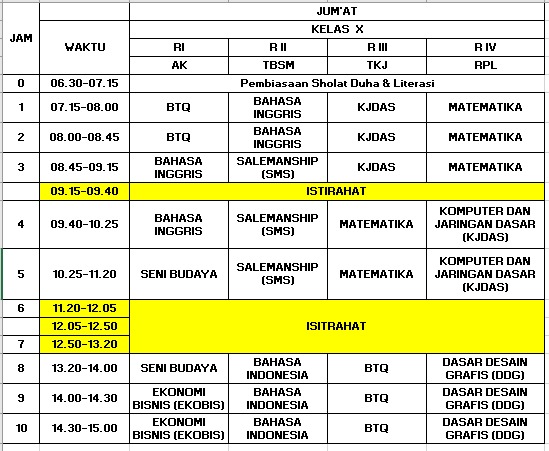 JUM'AT
KELAS X
JAM WAKTU RI R II R III R IV
AK TBSM TKJ RPL
0 06.30-07.15 Pembiasaan Sholat Duha & Literasi
1 07.15-08.00 BTQ BAHASA INGGRIS KJDAS MATEMATIKA
2 08.00-08.45 BTQ BAHASA INGGRIS KJDAS MATEMATIKA
3 08.45-09.15 BAHASA INGGRIS SALEMANSHIP (SMS) KJDAS MATEMATIKA
09.15-09.40 ISTIRAHAT
4 09.40-10.25 BAHASA INGGRIS SALEMANSHIP (SMS) MATEMATIKA KOMPUTER DAN JARINGAN DASAR (KJDAS)
5 10.25-11.20 SENI BUDAYA SALEMANSHIP (SMS) MATEMATIKA KOMPUTER DAN JARINGAN DASAR (KJDAS)
6 11.20-12.05
12.05-12.50 ISITRAHAT
7 12.50-13.20
8 13.20-14.00 SENI BUDAYA BAHASA INDONESIA BTQ DASAR DESAIN GRAFIS (DDG)
9 14.00-14.30 EKONOMI BISNIS (EKOBIS) BAHASA INDONESIA BTQ DASAR DESAIN GRAFIS (DDG)
10 14.30-15.00 EKONOMI BISNIS (EKOBIS) BAHASA INDONESIA BTQ DASAR DESAIN GRAFIS (DDG)